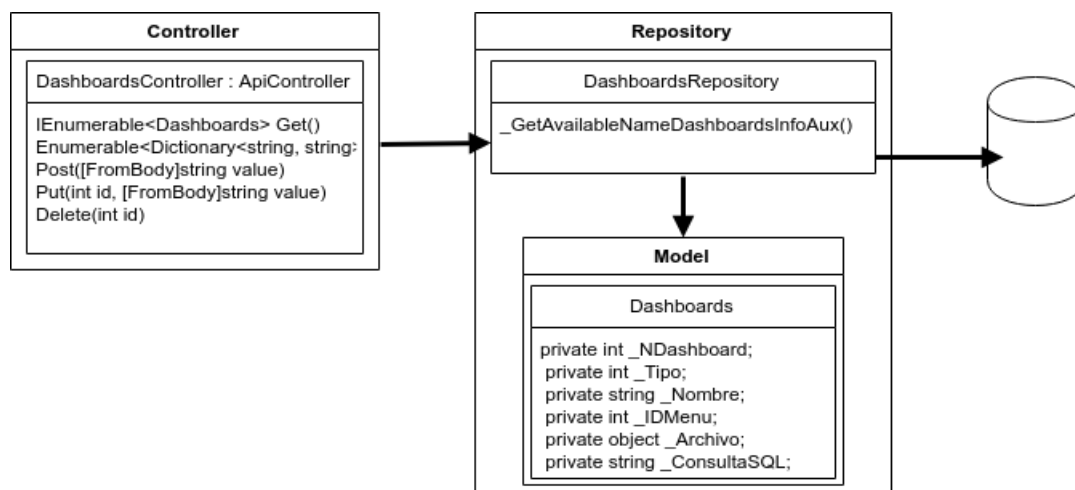 Controller
DashboardsController : ApiController
IEnumerable<Dashboards> Get()
Enumerable<Dictionary<string, string>
Post([FromBody]string value)
Put(int id, [FromBody]string value)
Delete(int id)
Repository
DashboardsRepository
_GetAvailableNameDashboardsInfoAux()
Model
Dashboards
private int _NDashboard;
private int _Tipo;
private string _Nombre;
private int _IDMenu;
private object _Archivo;
private string _ConsultaSQL;